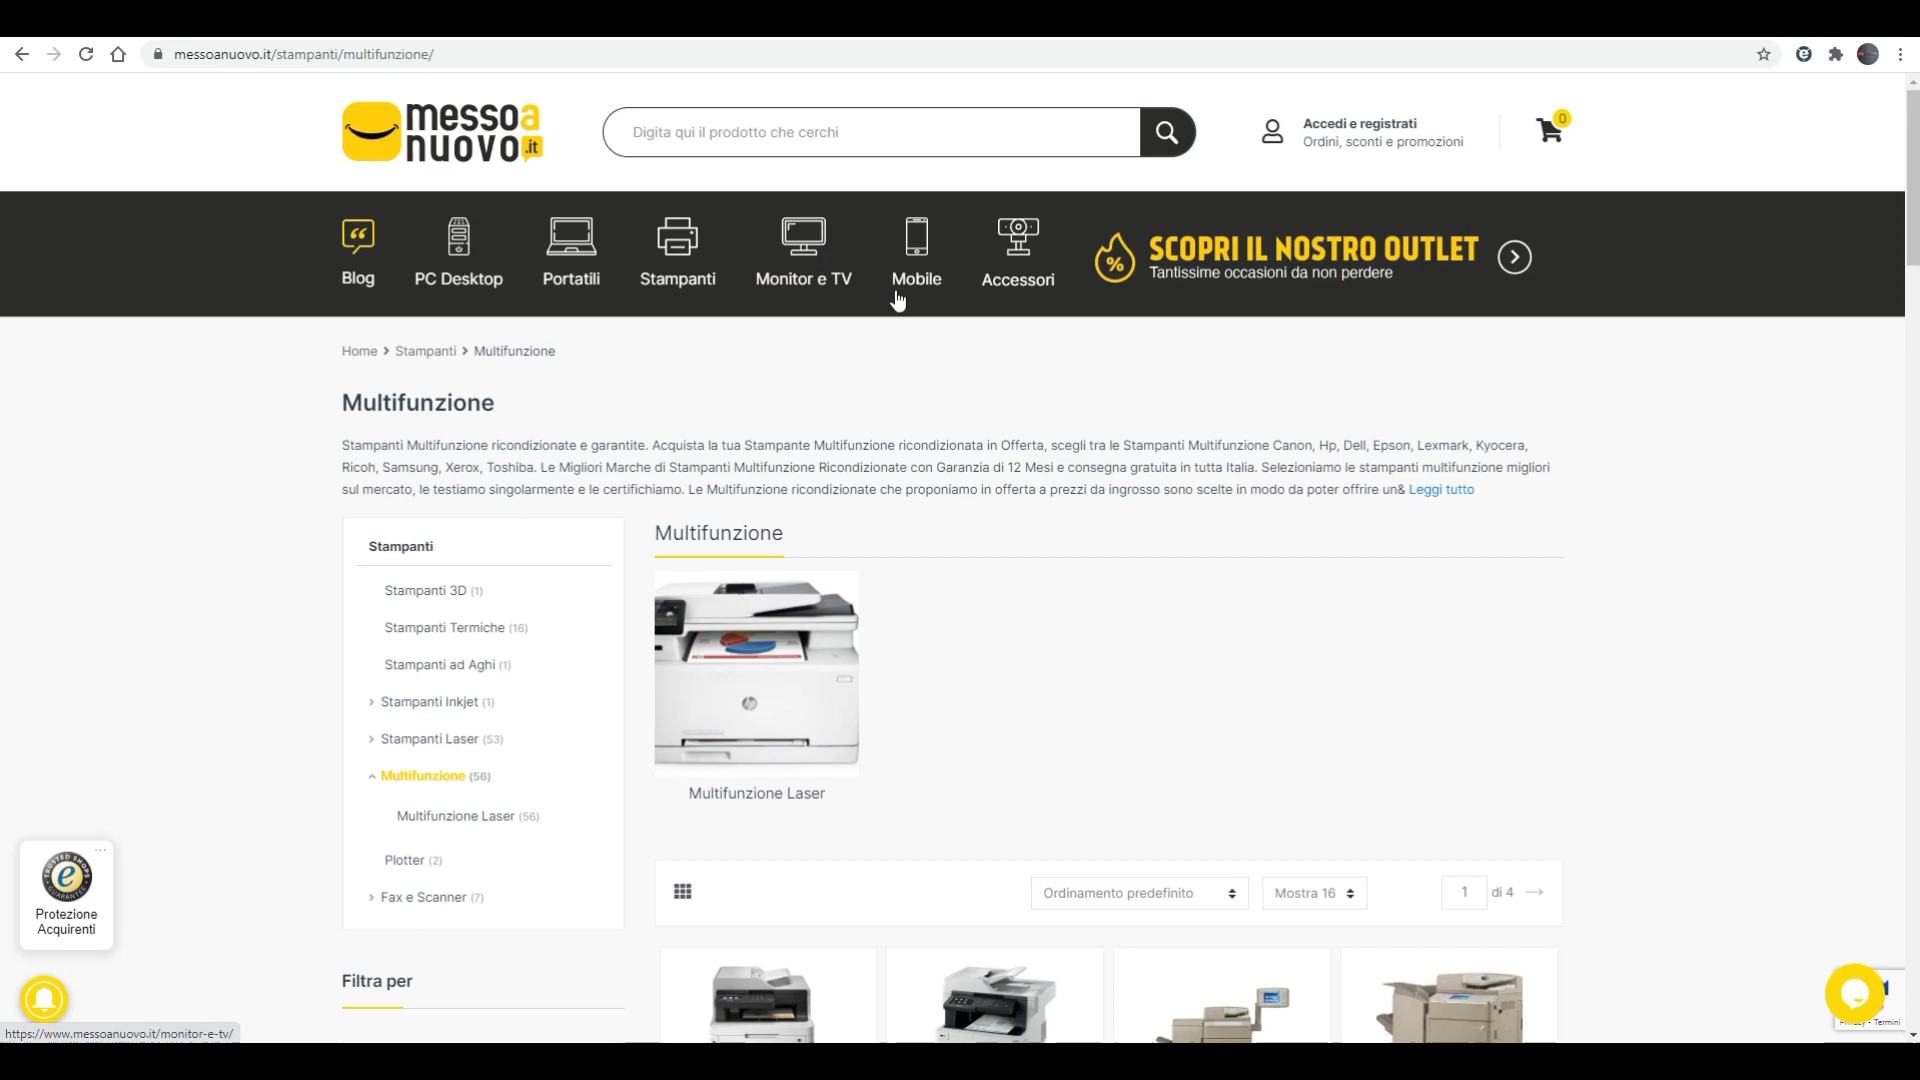 messoanuovo.it/stampanti/multifunzione/
messoa
nuovo.it
Digita qui il prodotto che cerchi
Accedi e registrati
Ordini, sconti e promozioni
0
Blog
PC Desktop
Portatili
Stampanti
Monitor e TV
Mobile
Accessori
%
SCOPRI IL NOSTRO OUTLET
Tantissime occasioni da non perdere
Home > Stampanti > Multifunzione
Multifunzione
Stampanti Multifunzione ricondizionate e garantite. Acquista la tua Stampante Multifunzione ricondizionata in Offerta, scegli tra le Stampanti Multifunzione Canon, Hp, Dell, Epson, Lexmark, Kyocera,
Ricoh, Samsung, Xerox, Toshiba. Le Migliori Marche di Stampanti Multifunzione Ricondizionate con Garanzia di 12 Mesi e consegna gratuita in tutta Italia. Selezioniamo le stampanti multifunzione migliori
sul mercato, le testiamo singolarmente e le certifichiamo. Le Multifunzione ricondizionate che proponiamo in offerta a prezzi da ingrosso sono scelte in modo da poter offrire un& Leggi tutto
Stampanti
Stampanti 3D (1)
Stampanti Termiche (16)
Stampanti ad Aghi (1)
Stampanti Inkjet (1)
Stampanti Laser (53)
Multifunzione (56)
Multifunzione Laser (56)
Plotter (2)
Fax e Scanner (7)
Filtra per
Multifunzione
hp
Multifunzione Laser
Ordinamento predefinito
Mostra 16
1 di 4 →
TRUSTED SHOPS
GUARANTEE
e
Protezione
Acquirenti
Privacy - Termini
https://www.messoanuovo.it/monitor-e-tv/